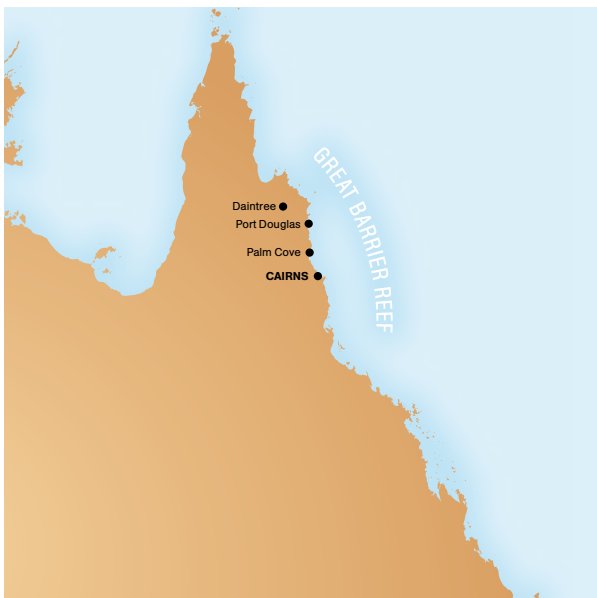 GREAT BARRIER REEF
Daintree
Port Douglas
Palm Cove
CAIRNS